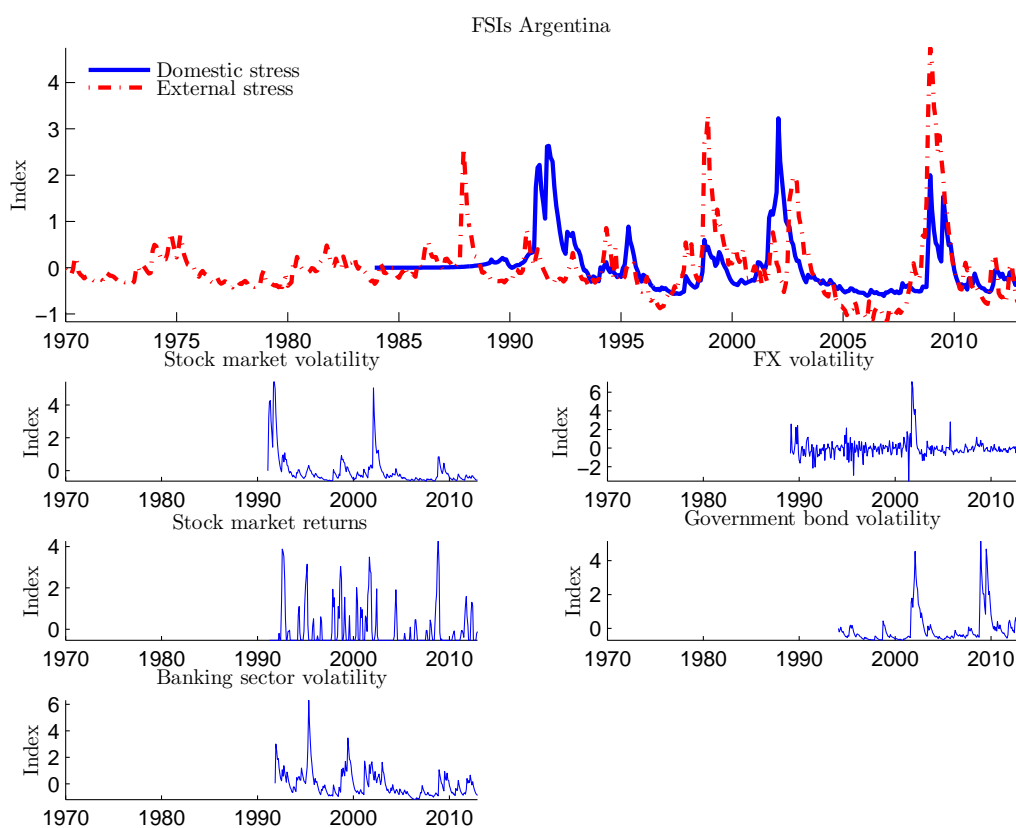 FSIs Argentina
Index
4
3
2
1
0
−1
Domestic stress
External stress
1970 1975 1980 1985 1990 1995 2000 2005 2010
Stock market volatility
Index
4
2
0
1970 1980 1990 2000 2010
FX volatility
Index
6
4
2
0
−2
1970 1980 1990 2000 2010
Stock market returns
Index
4
2
0
1970 1980 1990 2000 2010
Government bond volatility
Index
4
2
0
1970 1980 1990 2000 2010
Banking sector volatility
Index
6
4
2
0
1970 1980 1990 2000 2010